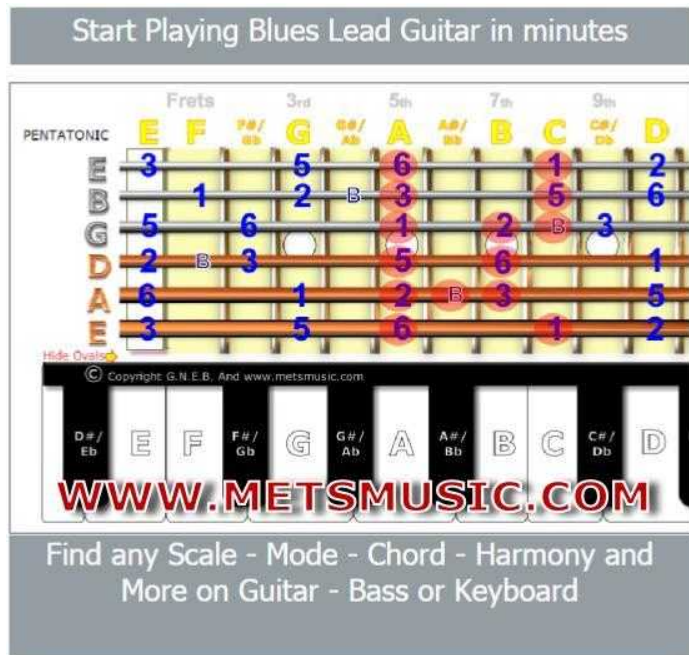 Start Playing Blues Lead Guitar in minutes
Frets 3rd 5th 7th 9th
PENTATONIC E F F#/Gb G G#/Ab A A#/Bb B C C#/Db D
E 3 5 6 1 2
B 1 2 B 3 5 6
G 5 6 1 2 B 3
D 2 B 3 5 6 1
A 6 1 2 B 3 5
E 3 5 6 1 2
Hide Ovals
© Copyright G.N.E.B. And www.metsmusic.com
D#/Eb E F F#/Gb G G#/Ab A A#/Bb B C C#/Db D
WWW.METSMUSIC.COM
Find any Scale - Mode - Chord - Harmony and
More on Guitar - Bass or Keyboard